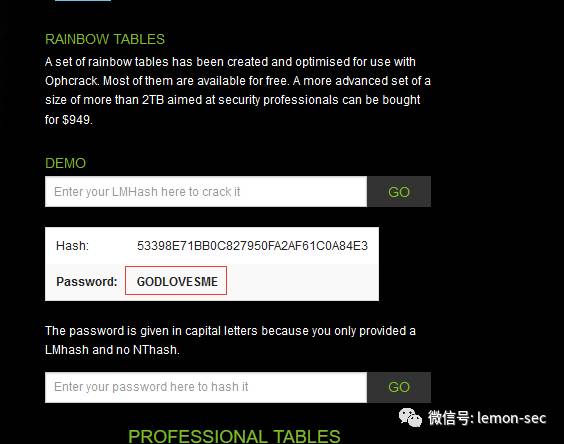 RAINBOW TABLES
A set of rainbow tables has been created and optimised for use with
Ophcrack. Most of them are available for free. A more advanced set of a
size of more than 2TB aimed at security professionals can be bought
for $949.
DEMO
Enter your LMHash here to crack it GO
Hash: 53398E71BB0C827950FA2AF61C0A84E3
Password: GODLOVESME
The password is given in capital letters because you only provided a
LMhash and no NThash.
Enter your password here to hash it GO
微信号: lemon-sec
PROFESSIONAL TABLES